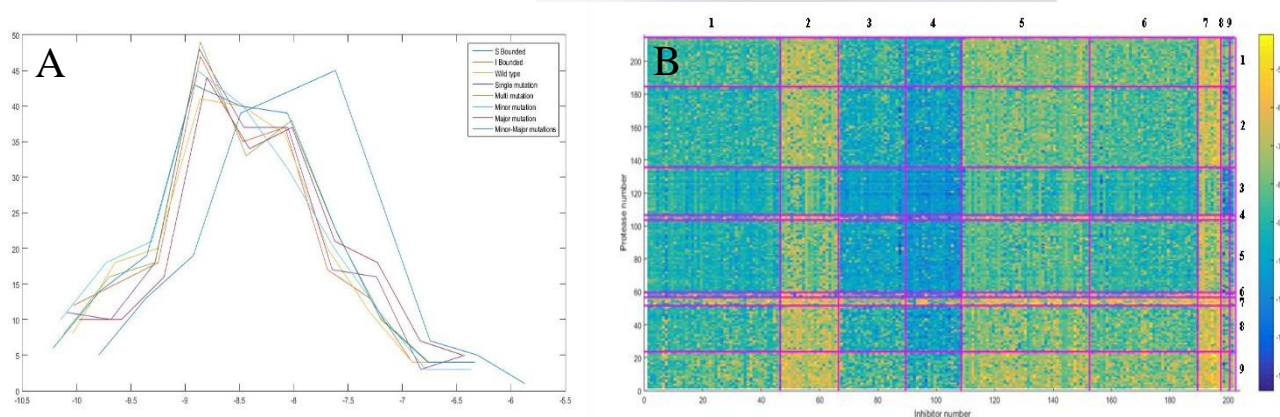 A
50
45
40
35
30
25
20
15
10
5
0
-10.5 -10 -9.5 -9 -8.5 -8 -7.5 -7 -6.5 -6 -5.5
S Bounded
I Bounded
Wild type
Single mutation
Multi mutation
Minor mutation
Major mutation
Minor-Major mutations
B
1 2 3 4 5 6 7 8 9
Protease number
200
180
160
140
120
100
80
60
40
20
0
0 20 40 60 80 100 120 140 160 180 200
Inhibitor number
1
2
3
4
5
6
7
8
9